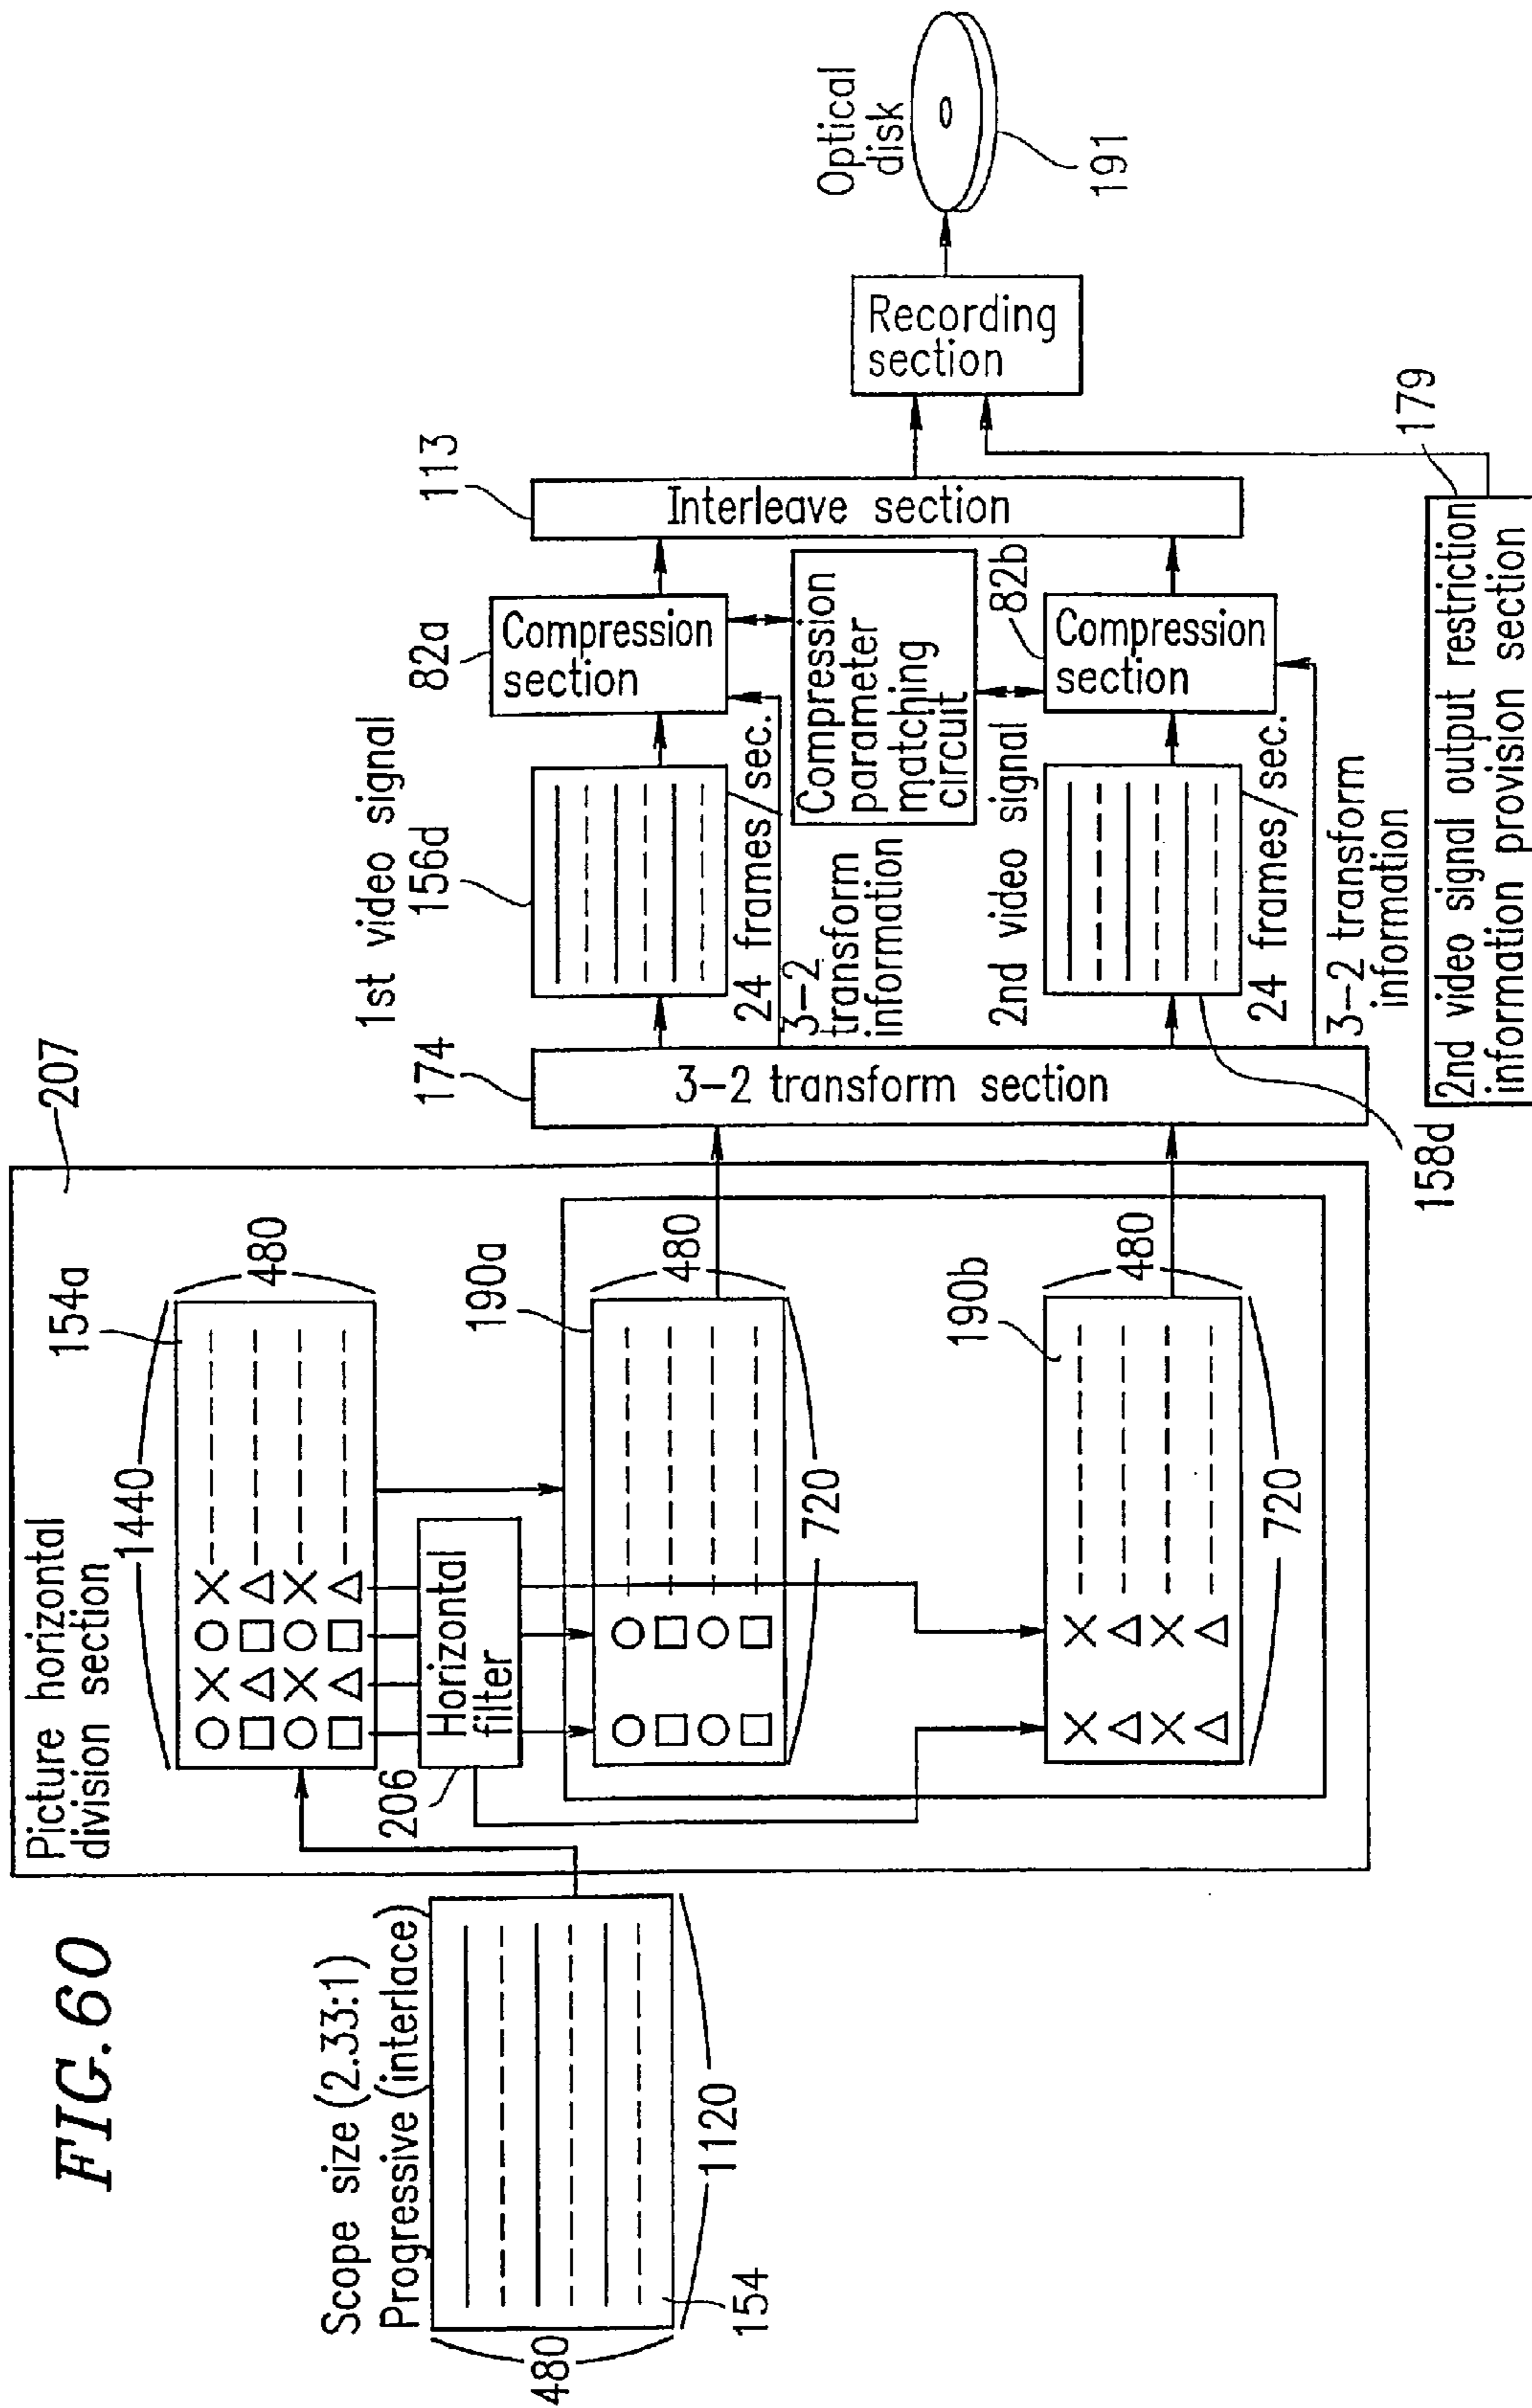 FIG. 60
Scope size (2.33:1)
Progressive (interlace)
480
1120
154
Picture horizontal
division section
207
1440
154a
480
206
Horizontal
filter
190a
480
720
190b
480
720
174
3-2 transform section
1st video signal
156d
24 frames/sec.
3-2
transform
information
2nd video signal
24 frames/sec.
3-2 transform
information
158d
82a
Compression
section
Compression
parameter
matching
circuit
82b
Compression
section
113
Interleave section
2nd video signal output restriction
information provision section
179
Recording
section
Optical
disk
191